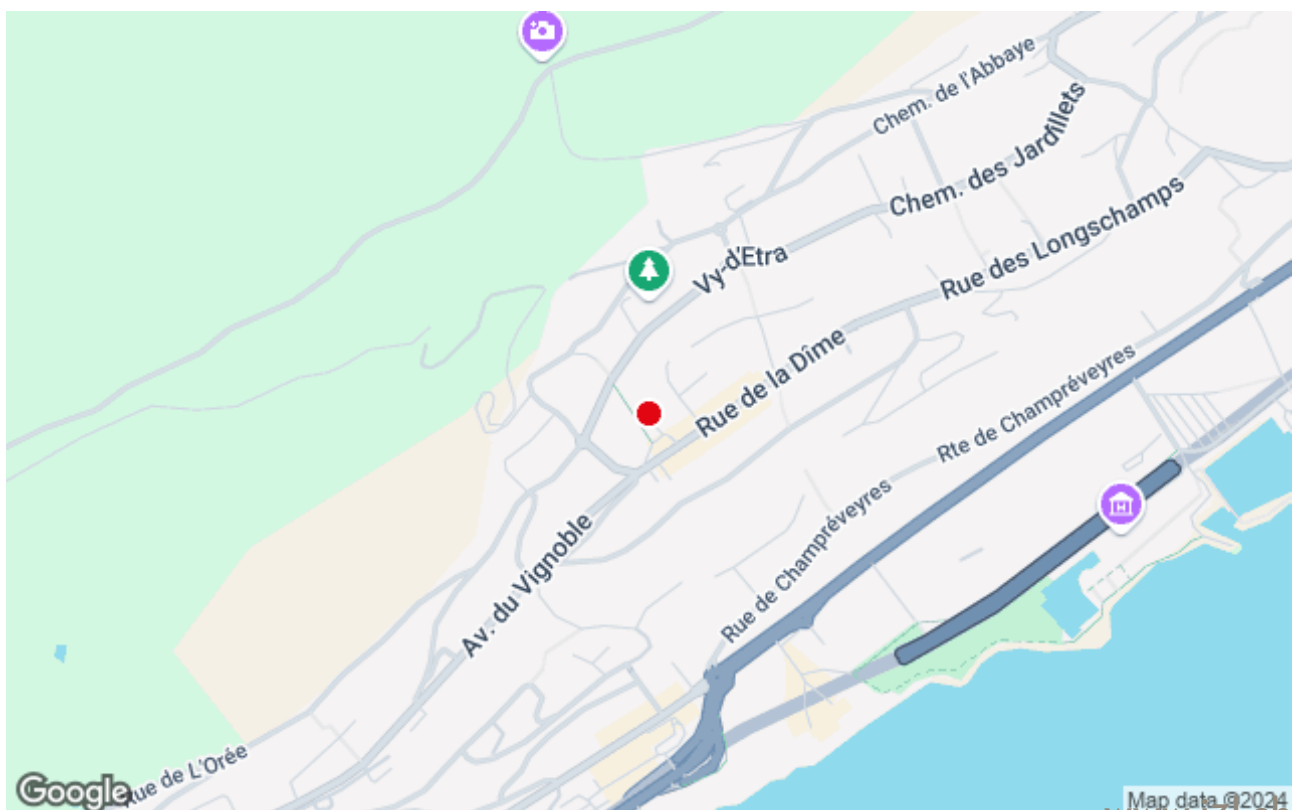 Chem. de l'Abbaye
Chem. des Jardillets
Vy-d'Etra
Rue des Longschamps
Rue de la Dîme
Rte de Champréveyres
Rue de Champréveyres
Av. du Vignoble
Rue de L'Orée
Google
Map data ©2024